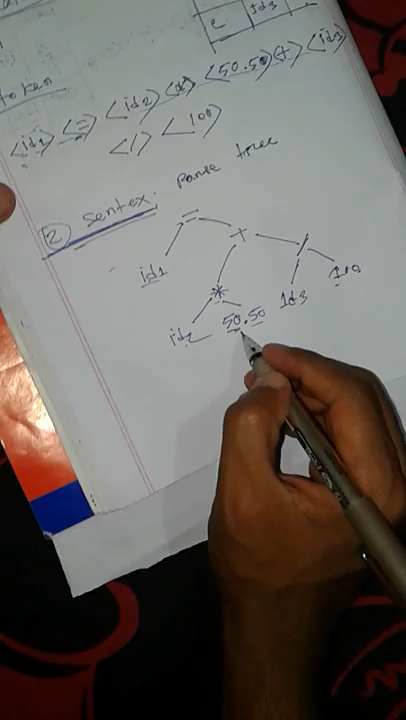 e id3
token
<id1> <=> <id2> <*> <50.50> <+> <id3>
</> <100>
2 Sentex: Parse tree
=
+
id1 /
* 100
id3
id2 50.50